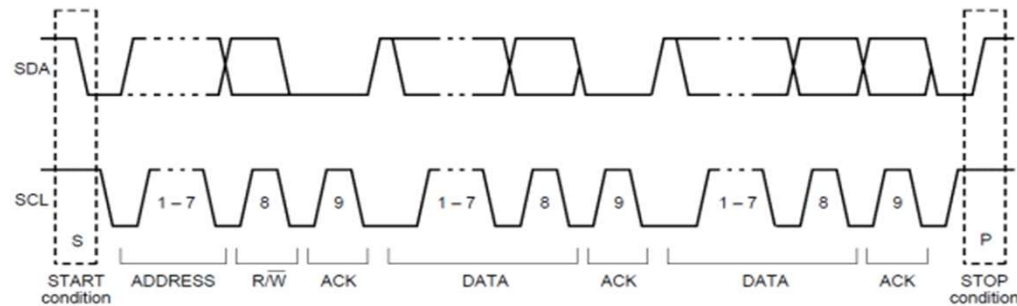 SDA
SCL
1 – 7 8 9 1 – 7 8 9 1 – 7 8 9
S P
START condition ADDRESS R/W̅ ACK DATA ACK DATA ACK STOP condition